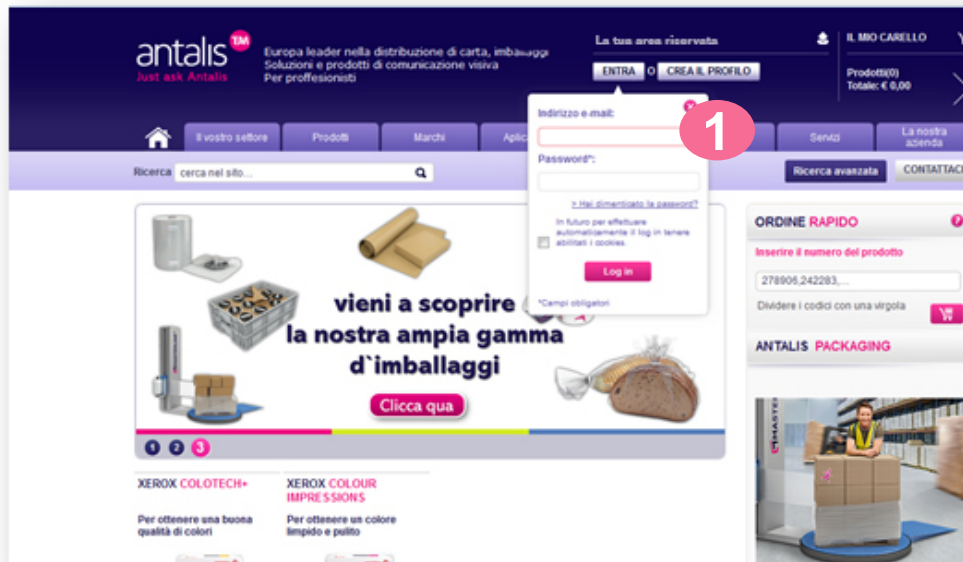 antalis TM
Just ask Antalis
Europa leader nella distribuzione di carta, imballaggi
Soluzioni e prodotti di comunicazione visiva
Per proffesionisti
La tua area riservata
ENTRA O CREA IL PROFILO
IL MIO CARELLO
Prodotti(0)
Totale: € 0,00
Il vostro settore
Prodotti
Marchi
Servizi
La nostra
azienda
Ricerca cerca nel sito...
Ricerca avanzata
CONTATTACI
Indirizzo e-mail:
1
Password*:
> Hai dimenticato la password?
In futuro per effettuare
automaticamente il log in tenere
abilitati i cookies.
Log in
*Campi obligatori
vieni a scoprire
la nostra ampia gamma
d`imballaggi
Clicca qua
1 2 3
ORDINE RAPIDO
?
Inserire il numero del prodotto
278906,242283,...
Dividere i codici con una virgola
ANTALIS PACKAGING
XEROX COLOTECH+
Per ottenere una buona
qualità di colori
XEROX COLOUR
IMPRESSIONS
Per ottenere un colore
limpido e pulito